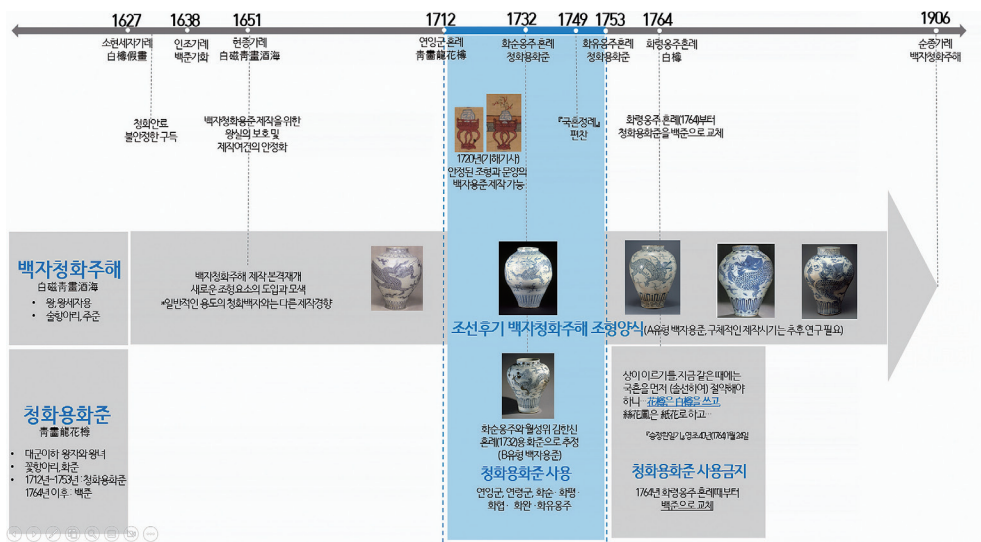 1627
1638
1651
1712
1732
1749
1753
1764
1906
소현세자가례
白樽假畫
인조가례
백준가화
현종가례
白磁靑畫酒海
연잉군 혼례
靑畫龍花樽
화순옹주 혼례
청화용화준
화유옹주혼례
청화용화준
화령옹주혼례
白樽
순종가례
백자청화주해
청화안료
불안정한 구득
백자청화용준 제작을 위한
왕실의 보호 및
제작여건의 안정화
1720년(기해기사)
안정된 조형과 문양의
백자용준 제작 가능
『국혼정례』
편찬
화령옹주 혼례(1764)부터
청화용화준을 백준으로 교체
백자청화주해
白磁靑畫酒海
• 왕, 왕세자용
• 술항아리, 주준
백자청화주해 제작 본격재개
새로운 조형요소의 도입과 모색
*일반적인 용도의 청화백자와는 다른 제작경향
조선후기 백자청화주해 조형양식(A유형 백자용준, 구체적인 제작시기는 추후 연구 필요)
청화용화준
靑畫龍花樽
• 대군이하 왕자와 왕녀
• 꽃항아리, 화준
• 1712년~1753년 : 청화용화준
1764년 이후 : 백준
화순옹주와 월성위 김한신
혼례(1732)용 화준으로 추정
(B유형 백자용준)
청화용화준 사용
연잉군, 연령군, 화순· 화평·
화협· 화완· 화유옹주
상이 이르기를, 지금 같은 때에는
국혼을 먼저 (솔선하여) 절약해야
하니…花樽은 白樽을 쓰고,
絲花鳳은 紙花로 하고…
『승정원일기』 영조 40년(1764) 1월 24일
청화용화준 사용금지
1764년 화령옹주 혼례때부터
백준으로 교체